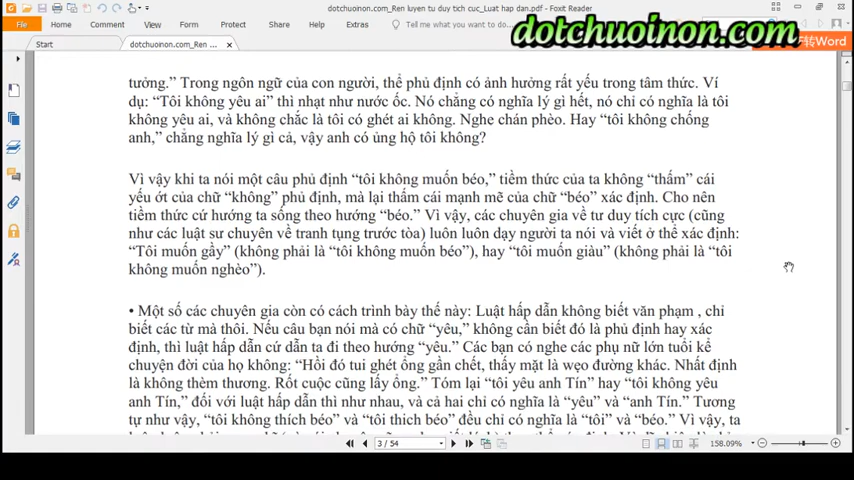 dotchuoinon.com_Ren luyen tu duy tich cuc_Luat hap dan.pdf - Foxit Reader
File Home Comment View Form Protect Share Help Extras Tell me what you want to do...
dotchuoinon.com
Start dotchuoinon.com_Ren ...
转Word
tưởng.” Trong ngôn ngữ của con người, thể phủ định có ảnh hưởng rất yếu trong tâm thức. Ví
dụ: “Tôi không yêu ai” thì nhạt như nước ốc. Nó chẳng có nghĩa lý gì hết, nó chỉ có nghĩa là tôi
không yêu ai, và không chắc là tôi có ghét ai không. Nghe chán phèo. Hay “tôi không chống
anh,” chẳng nghĩa lý gì cả, vậy anh có ủng hộ tôi không?
Vì vậy khi ta nói một câu phủ định “tôi không muốn béo,” tiềm thức của ta không “thấm” cái
yếu ớt của chữ “không” phủ định, mà lại thấm cái mạnh mẽ của chữ “béo” xác định. Cho nên
tiềm thức cứ hướng ta sống theo hướng “béo.” Vì vậy, các chuyên gia về tư duy tích cực (cũng
như các luật sư chuyên về tranh tụng trước tòa) luôn luôn dạy người ta nói và viết ở thể xác định:
“Tôi muốn gầy” (không phải là “tôi không muốn béo”), hay “tôi muốn giàu” (không phải là “tôi
không muốn nghèo”).
• Một số các chuyên gia còn có cách trình bày thế này: Luật hấp dẫn không biết văn phạm , chỉ
biết các từ mà thôi. Nếu câu bạn nói mà có chữ “yêu,” không cần biết đó là phủ định hay xác
định, thì luật hấp dẫn cứ dẫn ta đi theo hướng “yêu.” Các bạn có nghe các phụ nữ lớn tuổi kể
chuyện đời của họ không: “Hồi đó tui ghét ổng gần chết, thấy mặt là wẹo đường khác. Nhất định
là không thèm thương. Rốt cuộc cũng lấy ổng.” Tóm lại “tôi yêu anh Tín” hay “tôi không yêu
anh Tín,” đối với luật hấp dẫn thì như nhau, và cả hai chỉ có nghĩa là “yêu” và “anh Tín.” Tương
tự như vậy, “tôi không thích béo” và “tôi thich béo” đều chỉ có nghĩa là “tôi” và “béo.” Vì vậy, ta
3 / 54 158.09%